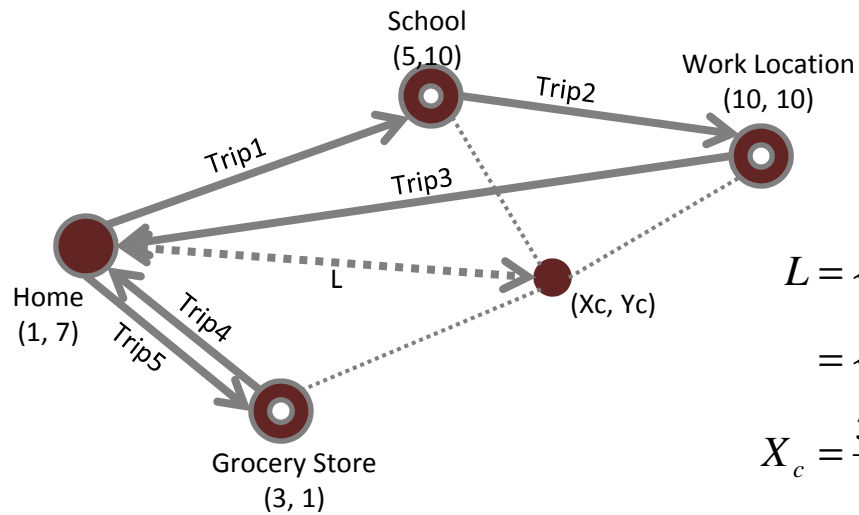 School
(5,10)
Trip2
Work Location
(10, 10)
Trip1
Trip3
L
Home
(1, 7)
(Xc, Yc)
L =
Trip4
Trip5
=
Grocery Store
(3, 1)
X c =